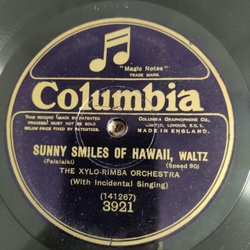 "Magic Notes"
TRADE MARK.
Columbia
THIS RECORD (MADE BY PATENTED PROCESS) MUST NOT BE SOLD BELOW PRICE FIXED BY PATENTEES.
COLUMBIA GRAPHOPHONE CO. LIMITED, LONDON, E.C.1. MADE IN ENGLAND.
SUNNY SMILES OF HAWAII, WALTZ
(Palalaiki) (Speed 80)
THE XYLO-RIMBA ORCHESTRA
(With Incidental Singing)
(141267)
3921